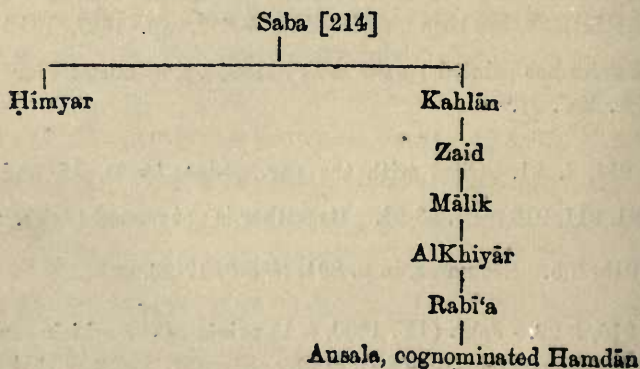 Saba [214]
Ḥimyar Kahlān
Zaid
Mālik
AlKhiyār
Rabī‘a
Ausala, cognominated Hamdān